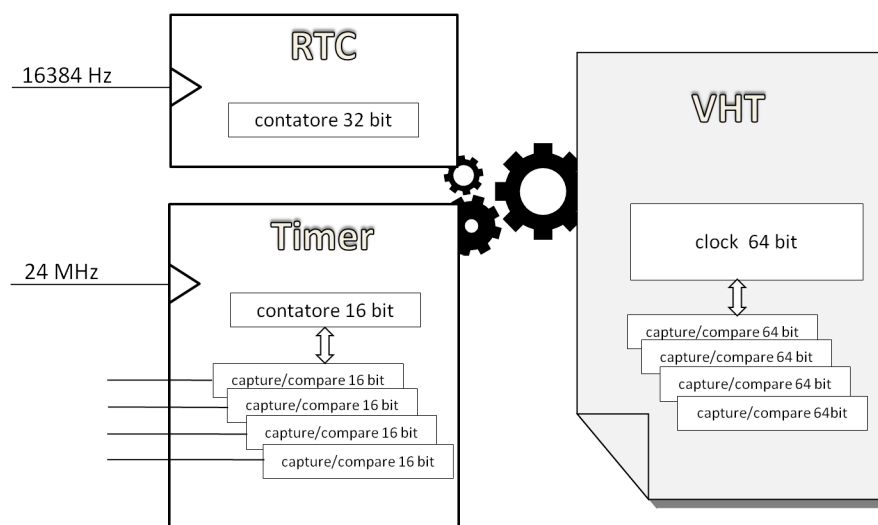 RTC
16384 Hz
contatore 32 bit
Timer
24 MHz
contatore 16 bit
capture/compare 16 bit
capture/compare 16 bit
capture/compare 16 bit
capture/compare 16 bit
VHT
clock 64 bit
capture/compare 64 bit
capture/compare 64 bit
capture/compare 64 bit
capture/compare 64bit